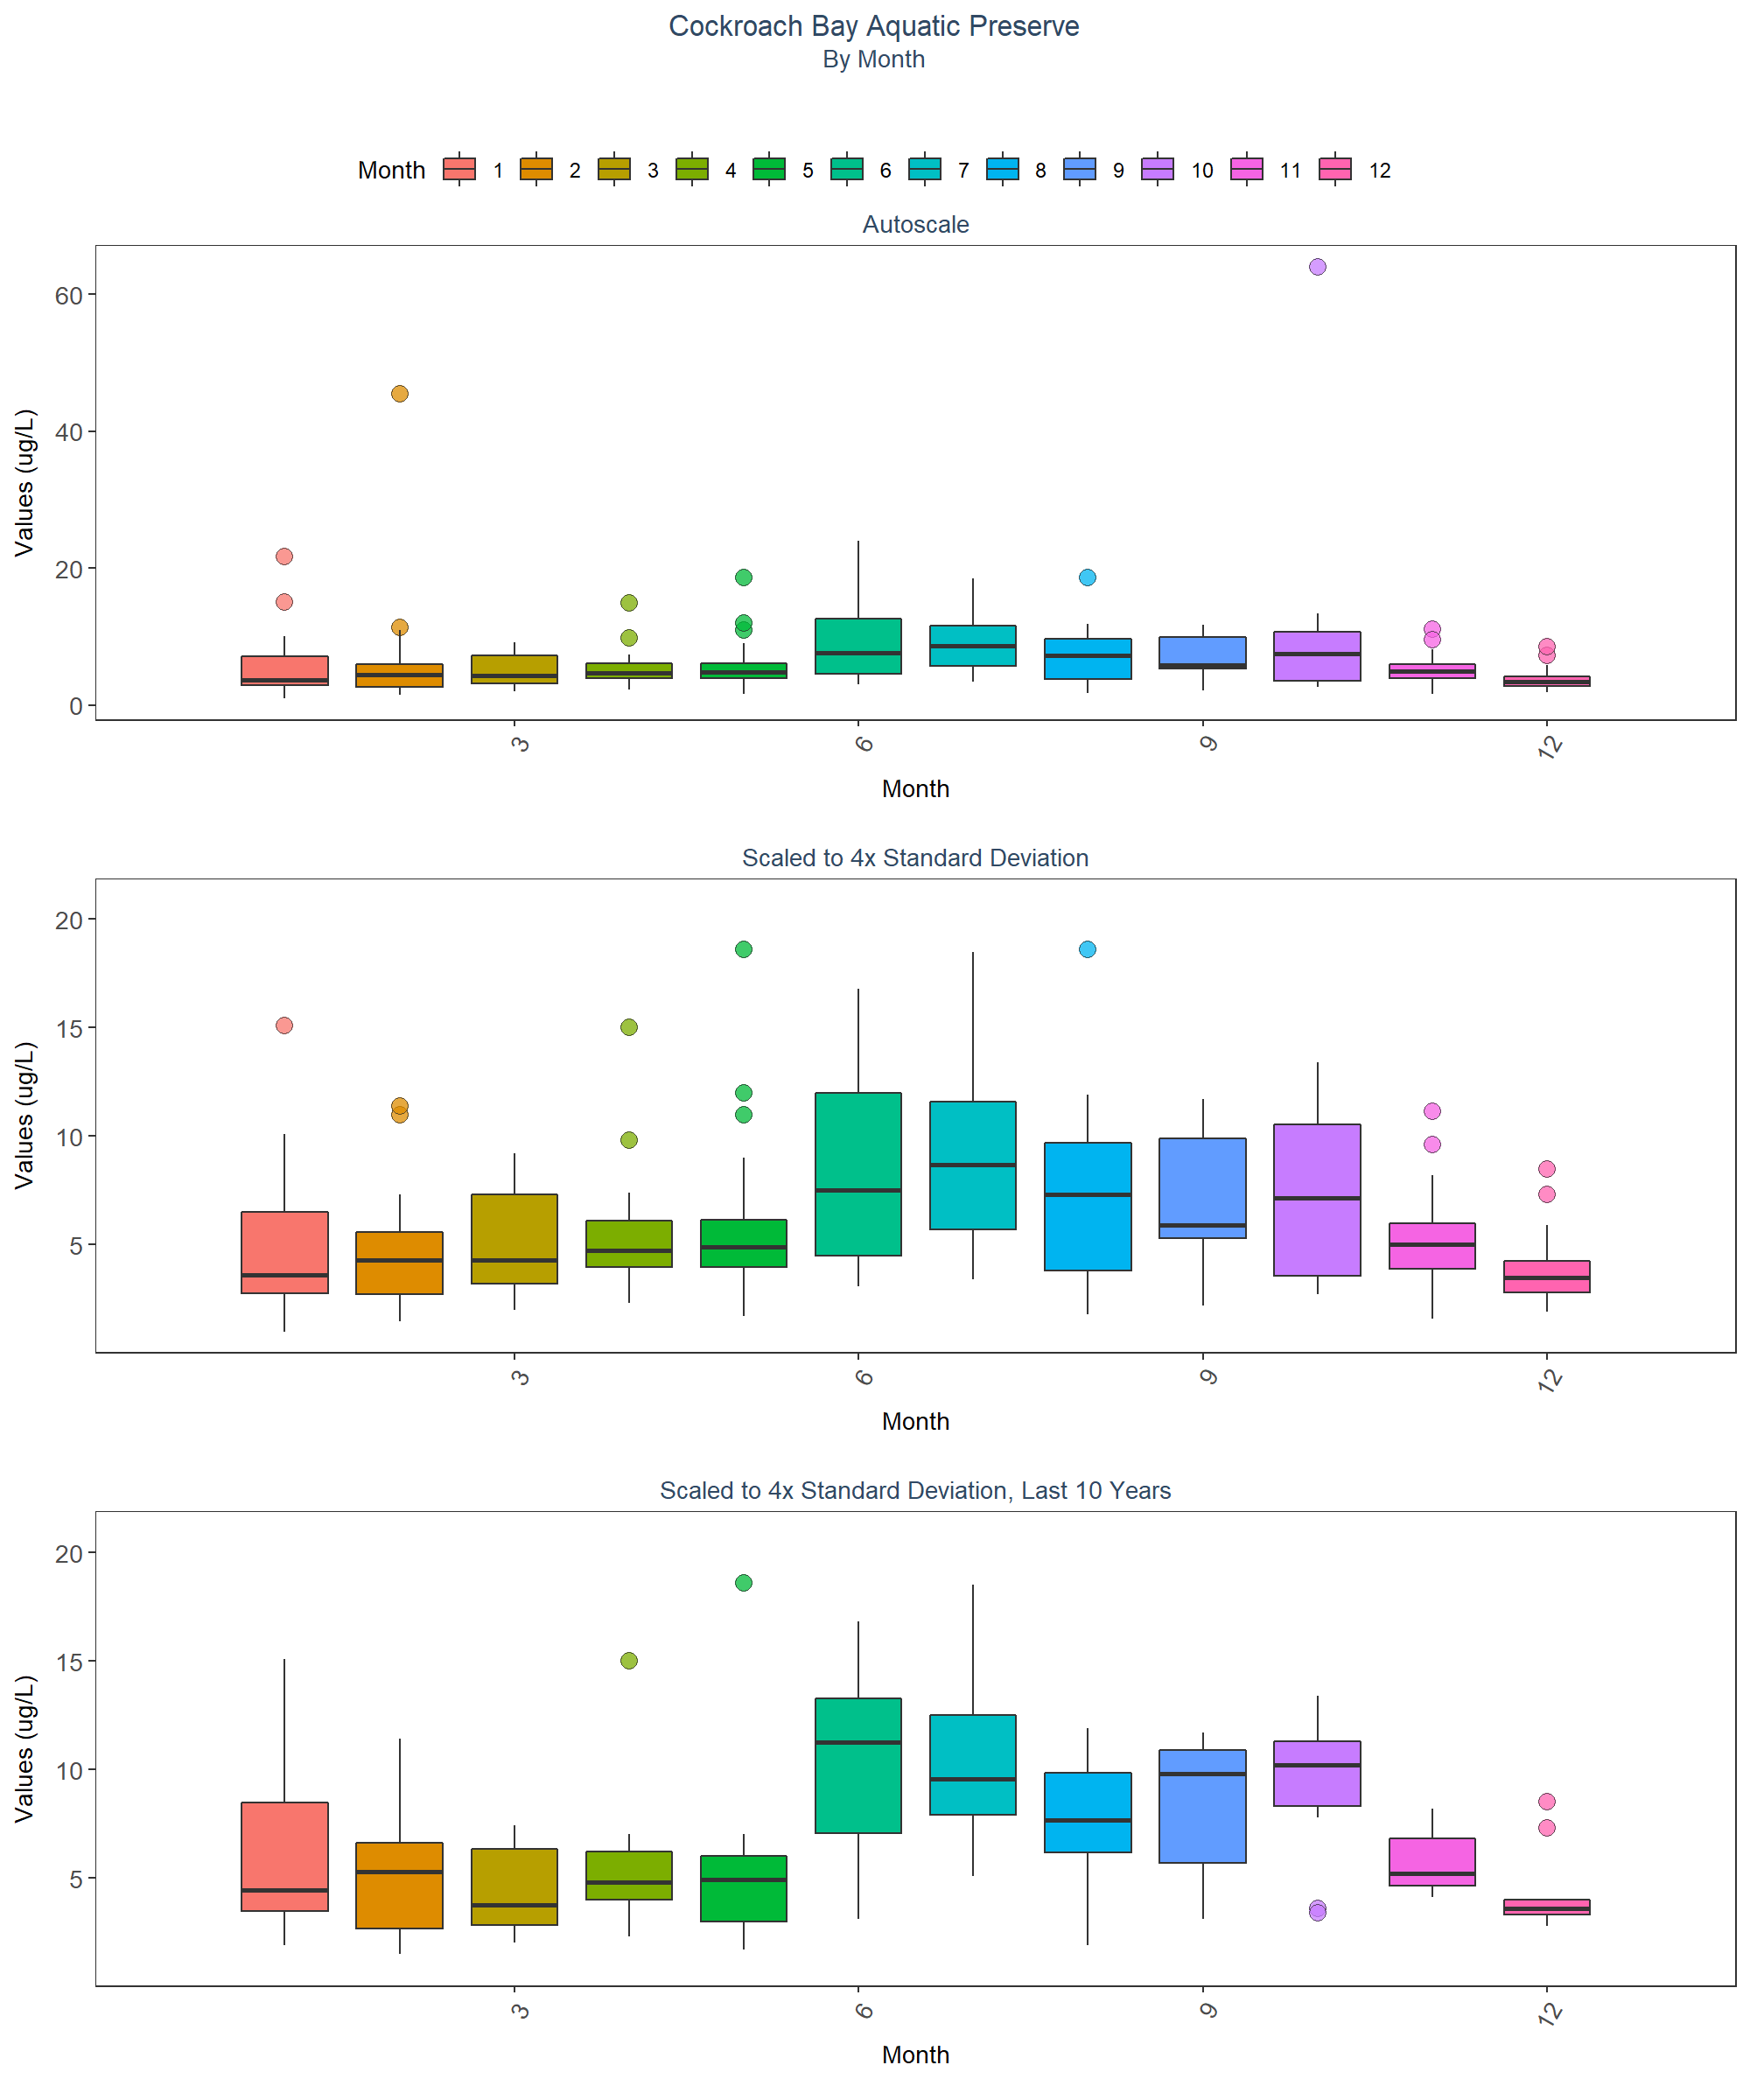 Cockroach Bay Aquatic Preserve
By Month
Month 1 2 3 4 5 6 7 8 9 10 11 12
Autoscale
Values (ug/L)
60
40
20
0
3 6 9 12
Month
Scaled to 4x Standard Deviation
Values (ug/L)
20
15
10
5
3 6 9 12
Month
Scaled to 4x Standard Deviation, Last 10 Years
Values (ug/L)
20
15
10
5
3 6 9 12
Month